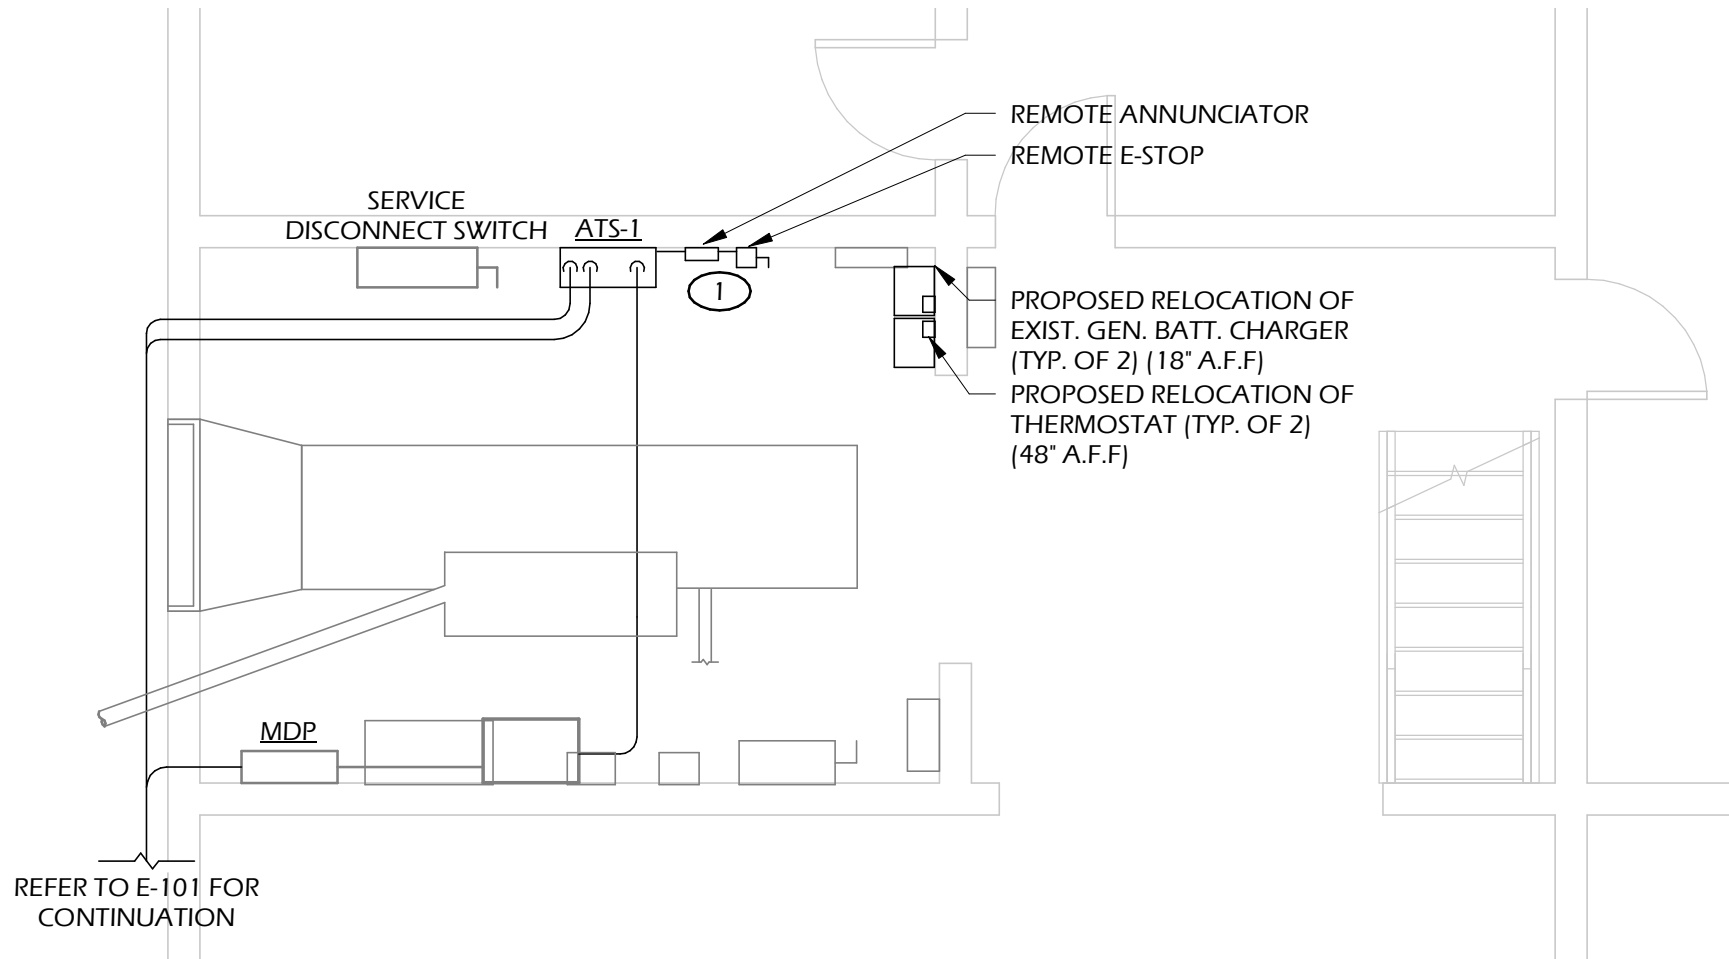 REMOTE ANNUNCIATOR
REMOTE E-STOP
SERVICE
DISCONNECT SWITCH
ATS-1
1
PROPOSED RELOCATION OF
EXIST. GEN. BATT. CHARGER
(TYP. OF 2) (18" A.F.F)
PROPOSED RELOCATION OF
THERMOSTAT (TYP. OF 2)
(48" A.F.F)
MDP
REFER TO E-101 FOR
CONTINUATION